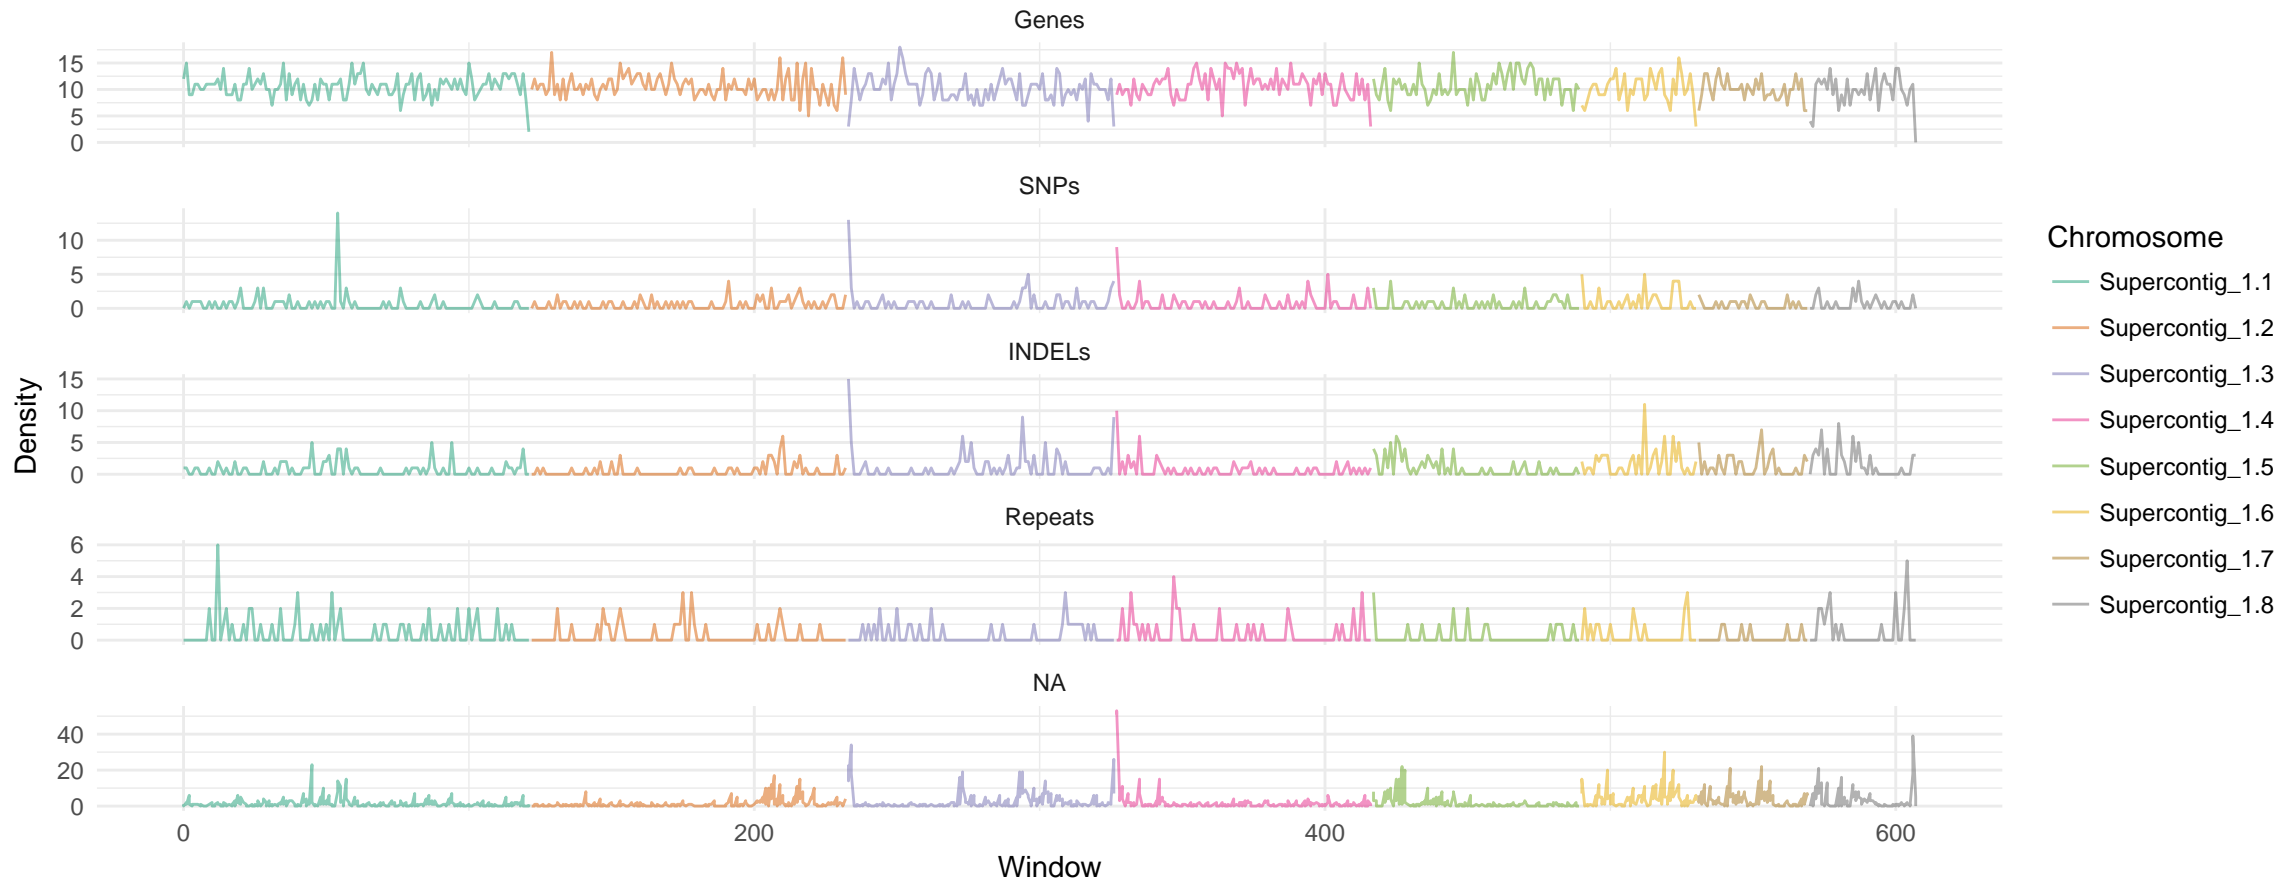 Genes
15
10
5
0
SNPs
10
5
0
INDELs
15
10
5
0
Repeats
6
4
2
0
NA
40
20
0
0 200 400 600
Window
Density
Chromosome
Supercontig_1.1
Supercontig_1.2
Supercontig_1.3
Supercontig_1.4
Supercontig_1.5
Supercontig_1.6
Supercontig_1.7
Supercontig_1.8